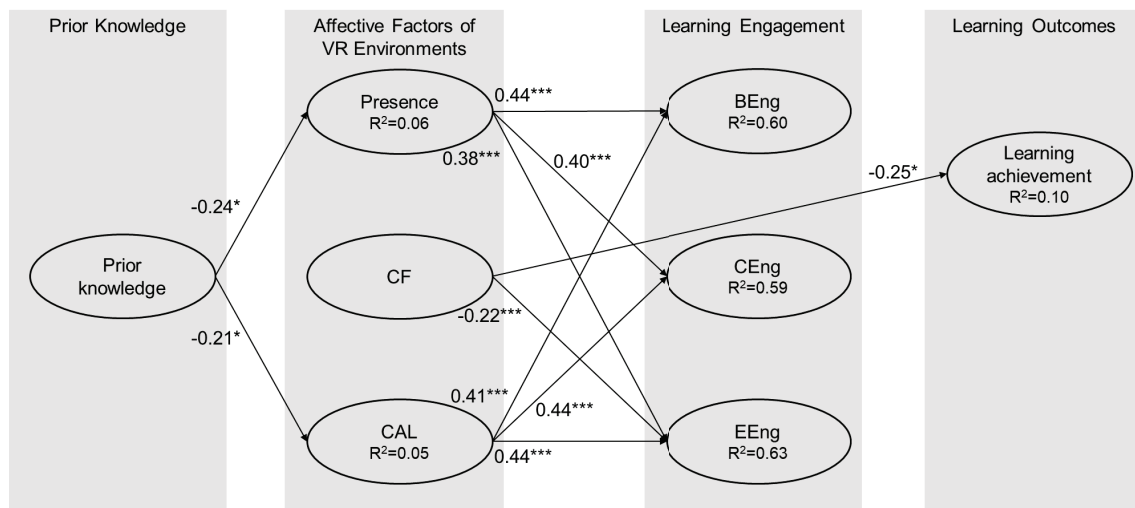 Prior Knowledge
Affective Factors of
VR Environments
Learning Engagement
Learning Outcomes
Presence
R²=0.06
0.44***
BEng
R²=0.60
0.38***
0.40***
Learning
achievement
R²=0.10
-0.25*
-0.24*
Prior
knowledge
CF
CEng
R²=0.59
-0.22***
-0.21*
0.41***
0.44***
CAL
R²=0.05
0.44***
EEng
R²=0.63